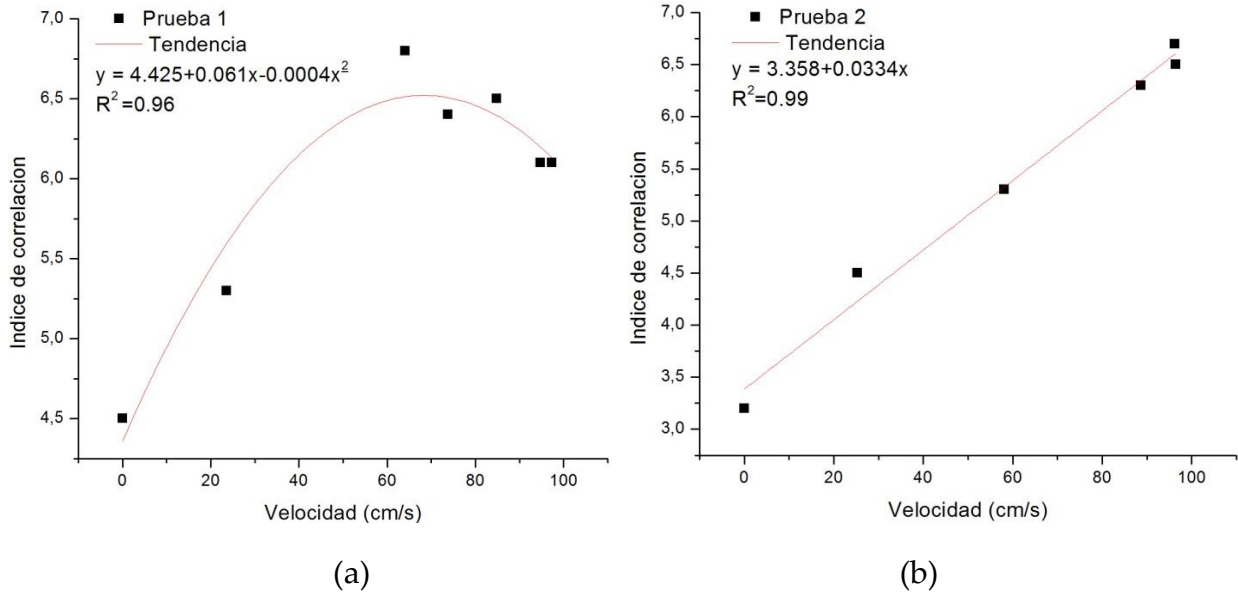 Prueba 1
Tendencia
y = 4.425+0.061x-0.0004x²
R²=0.96
Indice de correlacion
7,0
6,5
6,0
5,5
5,0
4,5
0 20 40 60 80 100
Velocidad (cm/s)
(a)
Prueba 2
Tendencia
y = 3.358+0.0334x
R²=0.99
Indice de correlacion
7,0
6,5
6,0
5,5
5,0
4,5
4,0
3,5
3,0
0 20 40 60 80 100
Velocidad (cm/s)
(b)